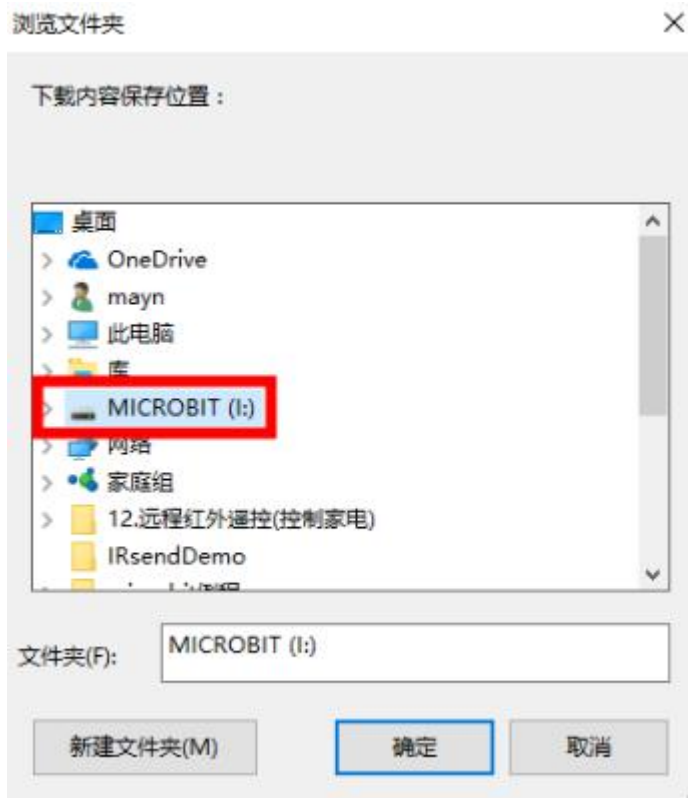 浏览文件夹
下载内容保存位置：
桌面
OneDrive
mayn
此电脑
库
MICROBIT (I:)
网络
家庭组
12.远程红外遥控(控制家电)
IRsendDemo
文件夹(F):
MICROBIT (I:)
新建文件夹(M)
确定
取消